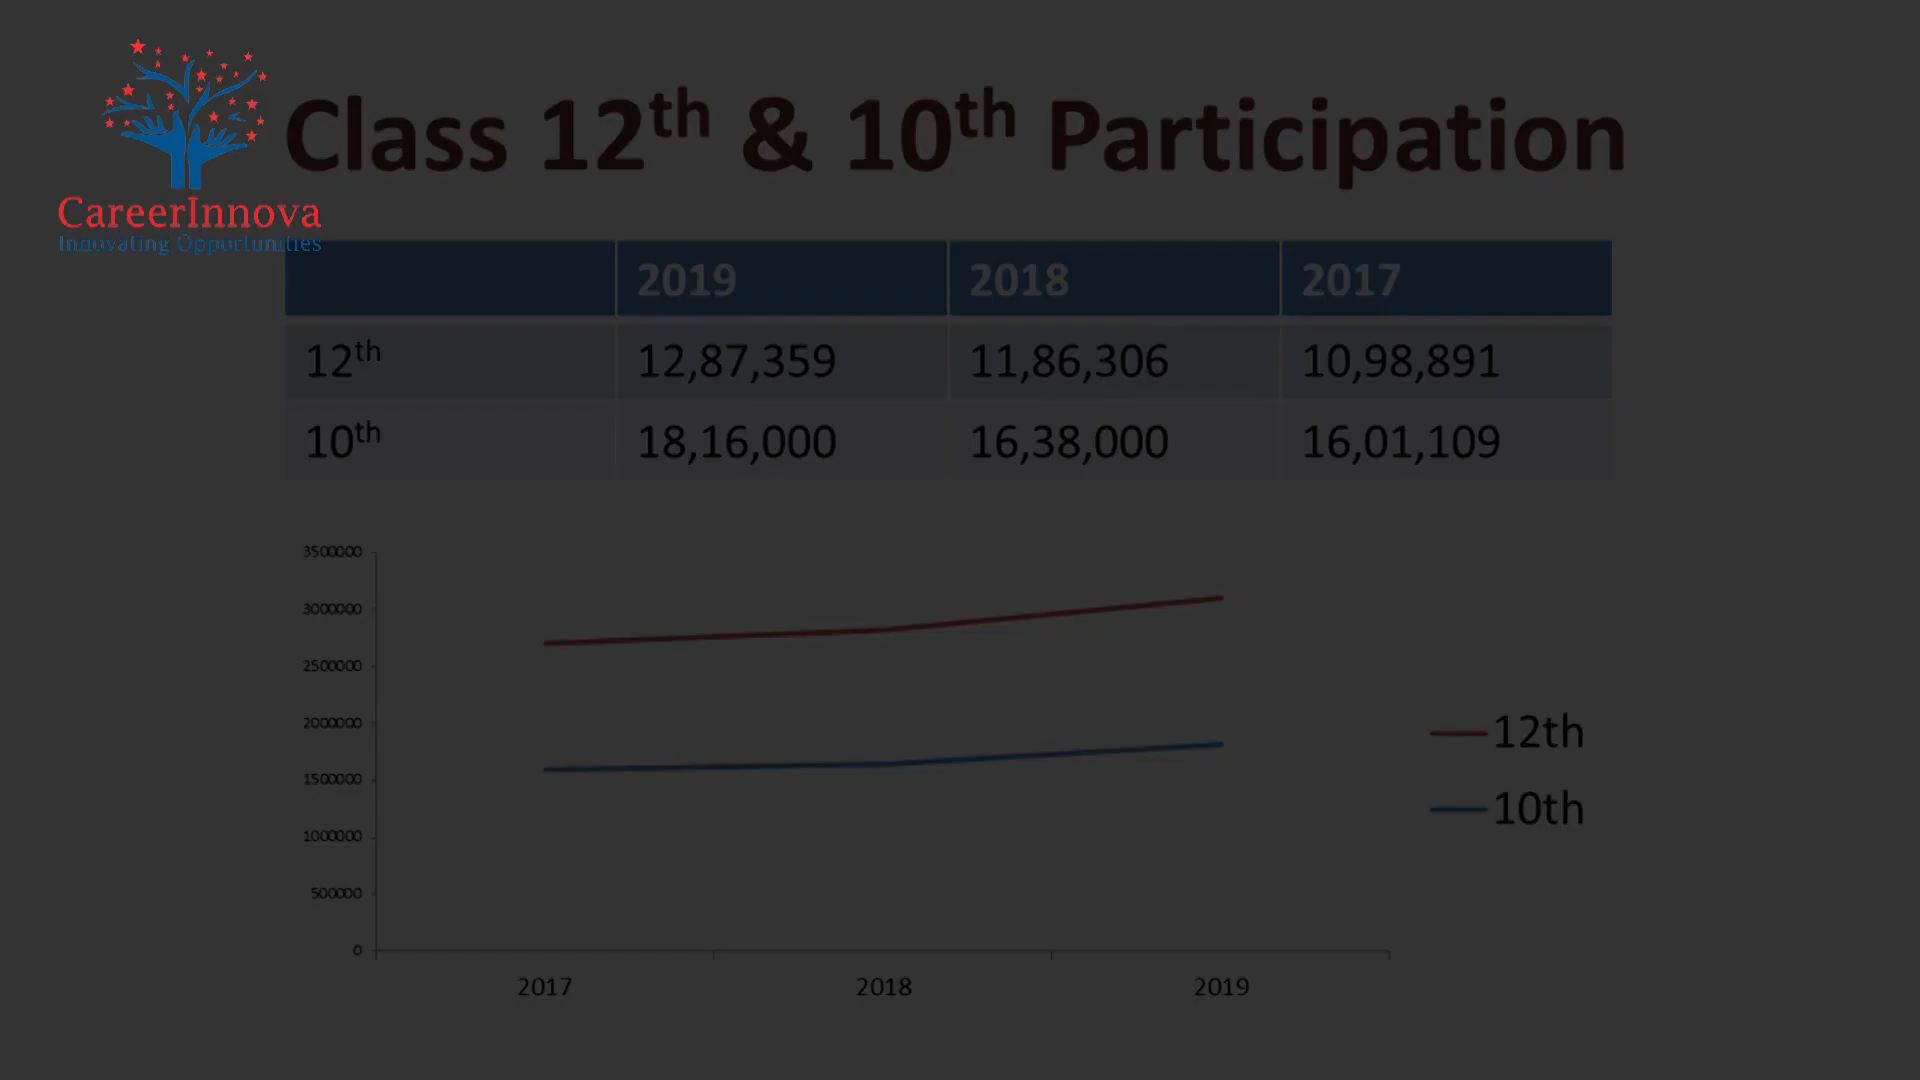 Class 12th & 10th Participation
CareerInnova
Innovating Opportunities
2019 2018 2017
12th 12,87,359 11,86,306 10,98,891
10th 18,16,000 16,38,000 16,01,109
3500000
3000000
2500000
2000000
1500000
1000000
500000
0
2017 2018 2019
12th
10th